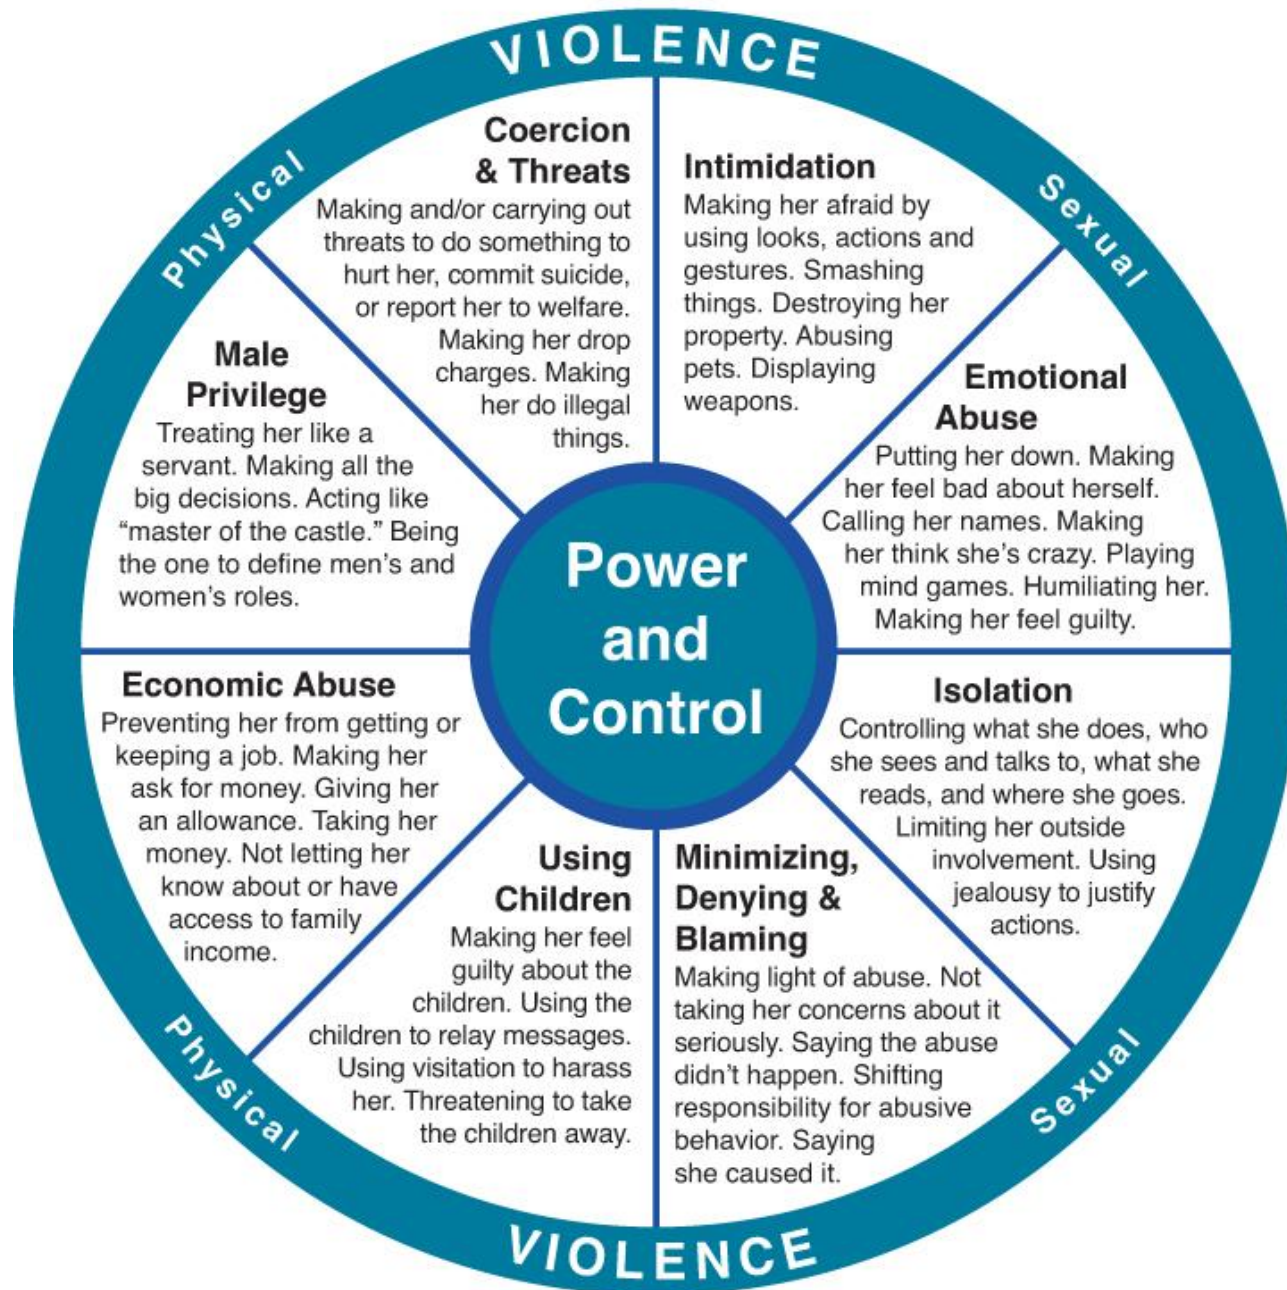 VIOLENCE
Physical
Sexual
Coercion
& Threats
Making and/or carrying out
threats to do something to
hurt her, commit suicide,
or report her to welfare.
Making her drop
charges. Making
her do illegal
things.
Intimidation
Making her afraid by
using looks, actions and
gestures. Smashing
things. Destroying her
property. Abusing
pets. Displaying
weapons.
Male
Privilege
Treating her like a
servant. Making all the
big decisions. Acting like
“master of the castle.” Being
the one to define men’s and
women’s roles.
Emotional
Abuse
Putting her down. Making
her feel bad about herself.
Calling her names. Making
her think she’s crazy. Playing
mind games. Humiliating her.
Making her feel guilty.
Power
and
Control
Economic Abuse
Preventing her from getting or
keeping a job. Making her
ask for money. Giving her
an allowance. Taking her
money. Not letting her
know about or have
access to family
income.
Isolation
Controlling what she does, who
she sees and talks to, what she
reads, and where she goes.
Limiting her outside
involvement. Using
jealousy to justify
actions.
Using
Children
Making her feel
guilty about the
children. Using the
children to relay messages.
Using visitation to harass
her. Threatening to take
the children away.
Minimizing,
Denying &
Blaming
Making light of abuse. Not
taking her concerns about it
seriously. Saying the abuse
didn’t happen. Shifting
responsibility for abusive
behavior. Saying
she caused it.
Physical
Sexual
VIOLENCE